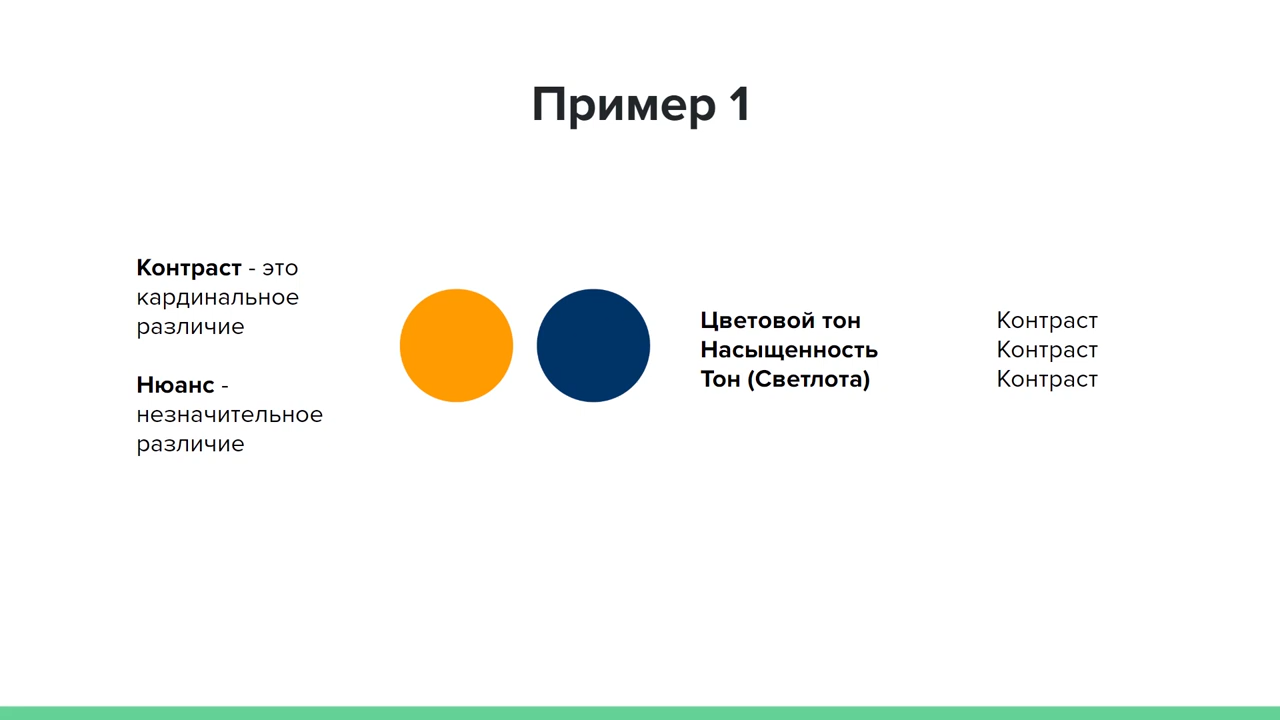 Пример 1
Контраст - это
кардинальное
различие
Нюанс -
незначительное
различие
Цветовой тон Контраст
Насыщенность Контраст
Тон (Светлота) Контраст